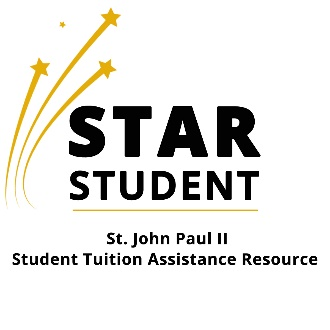 STAR
STUDENT
St. John Paul II
Student Tuition Assistance Resource